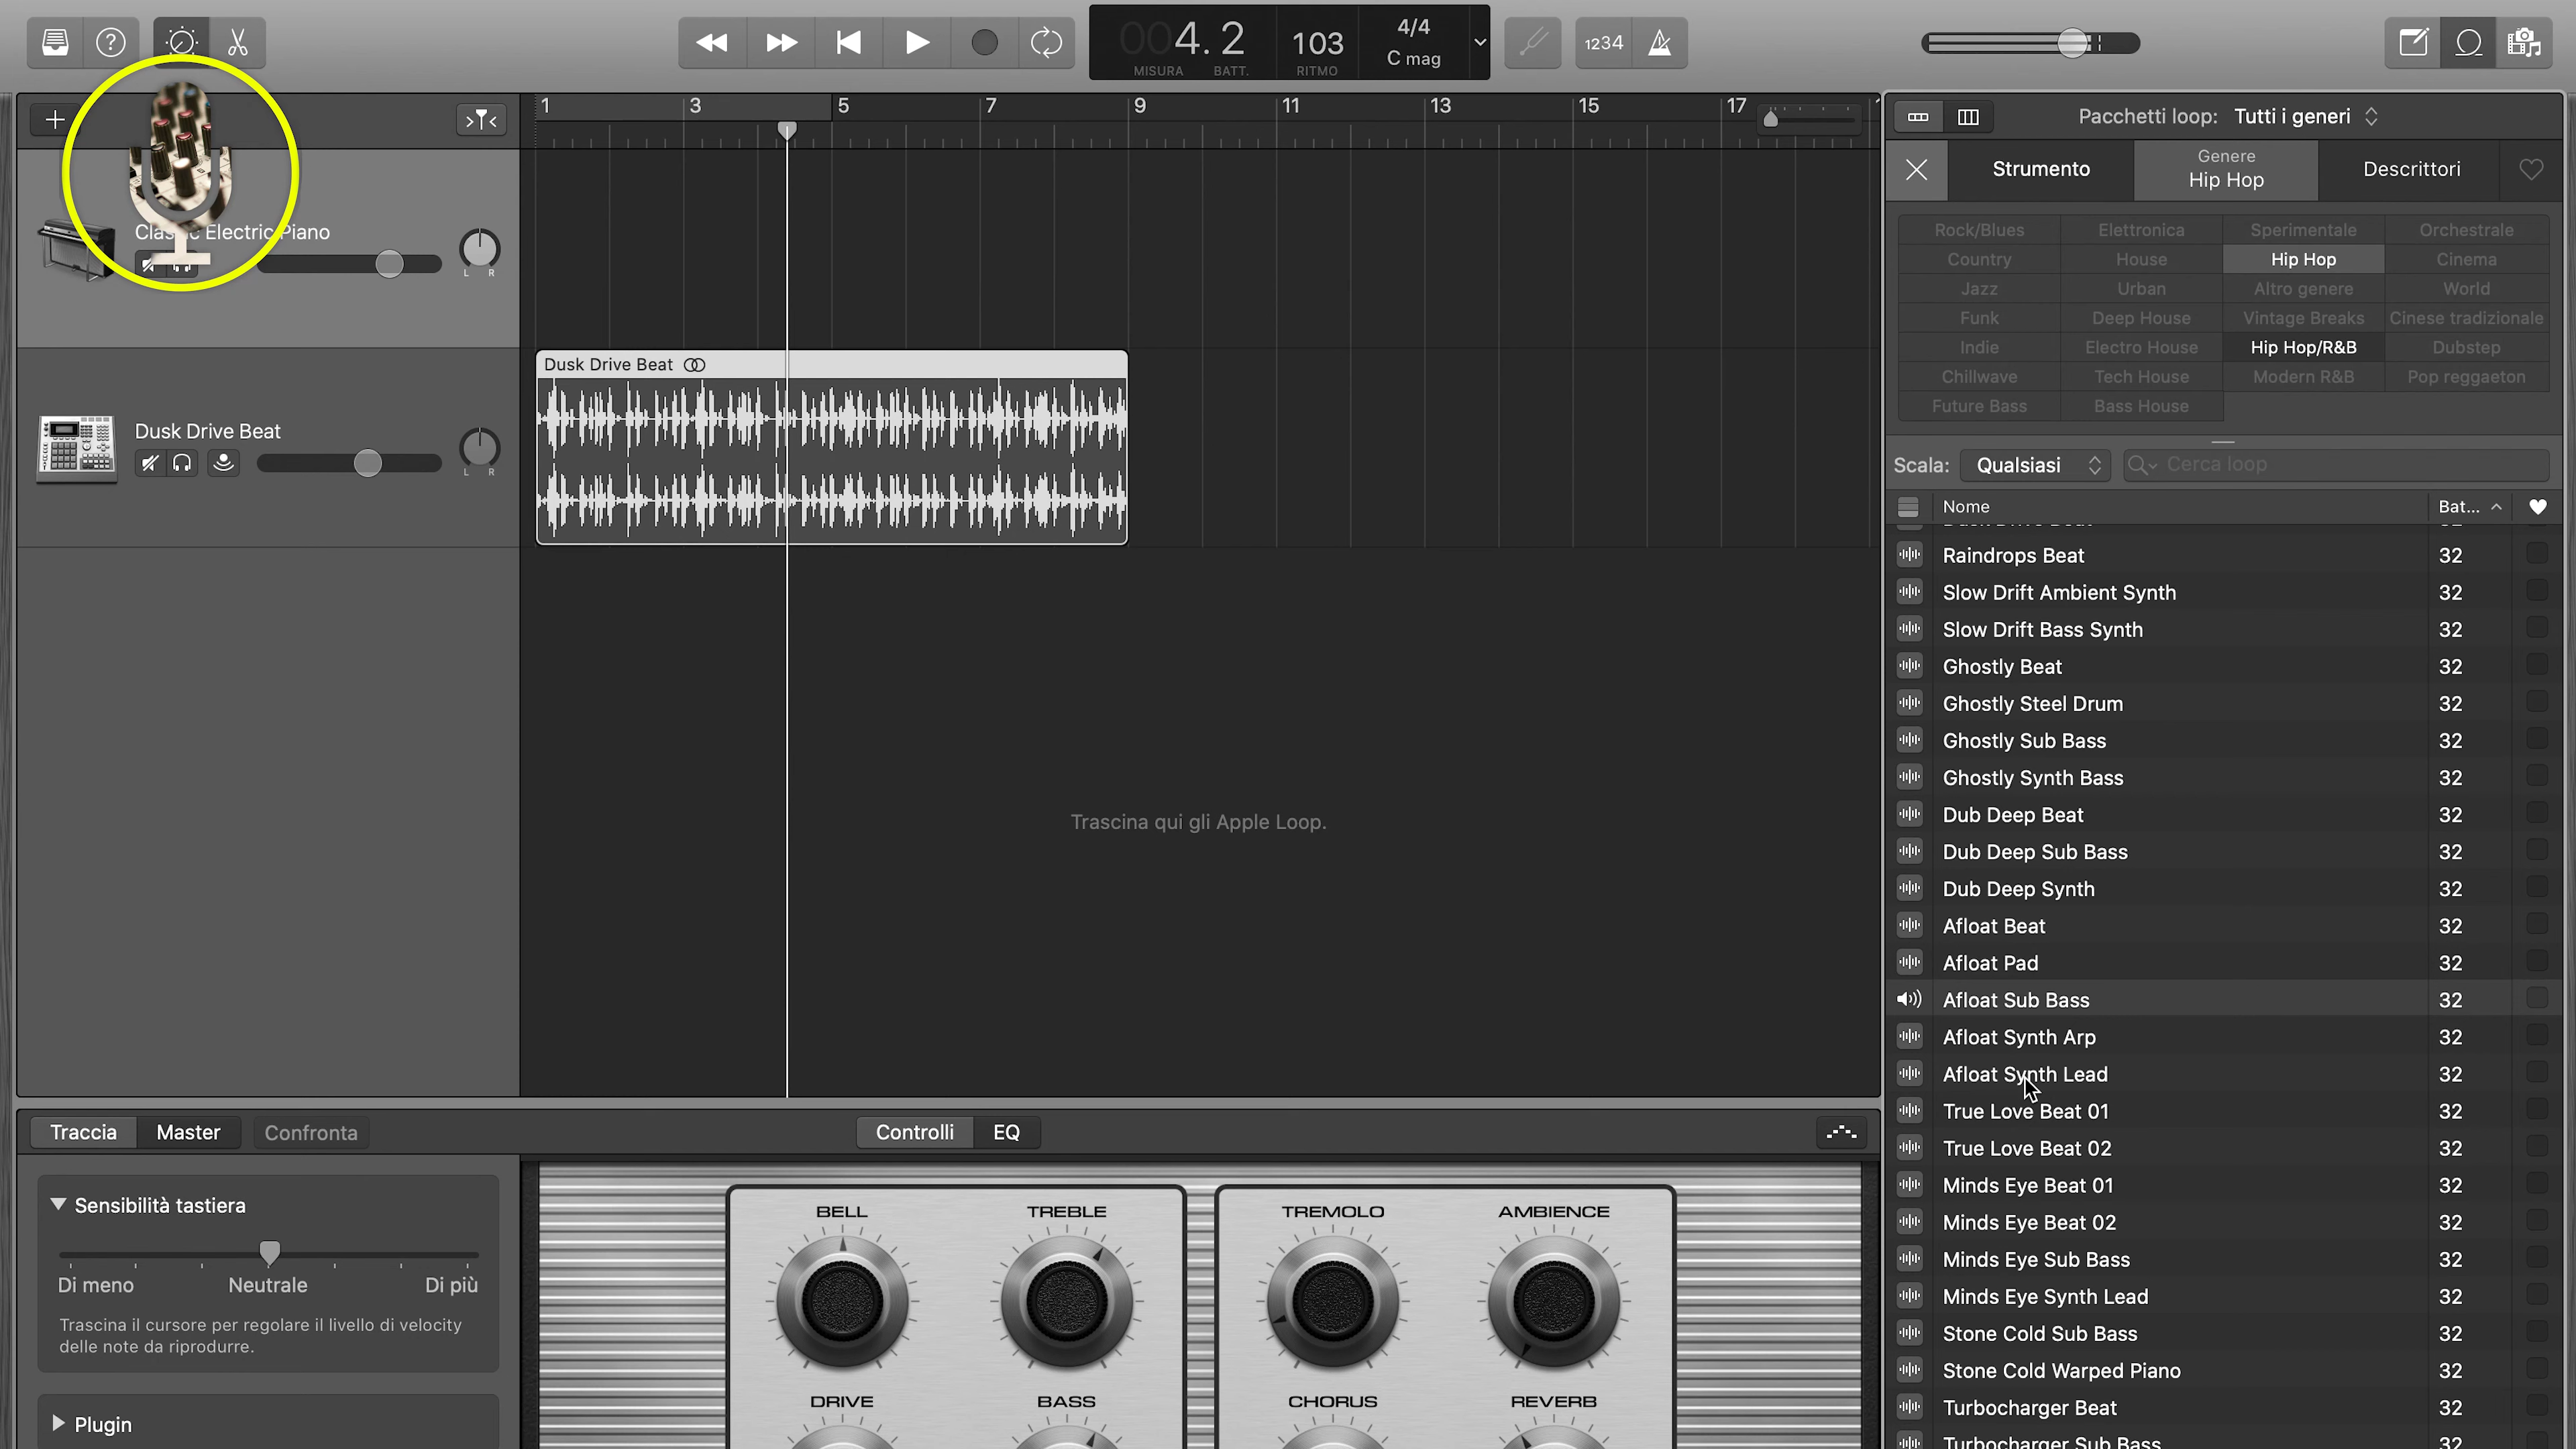 004. 2
103
4/4
C mag
1234
MISURA BATT. RITMO
1 3 5 7 9 11 13 15 17
Pacchetti loop: Tutti i generi
Strumento
Genere
Hip Hop
Descrittori
Rock/Blues Elettronica Sperimentale Orchestrale
Country House Hip Hop Cinema
Jazz Urban Altro genere World
Funk Deep House Vintage Breaks Cinese tradizionale
Indie Electro House Hip Hop/R&B Dubstep
Chillwave Tech House Modern R&B Pop reggaeton
Future Bass Bass House
Scala: Qualsiasi Cerca loop
Nome Bat...
Raindrops Beat 32
Slow Drift Ambient Synth 32
Slow Drift Bass Synth 32
Ghostly Beat 32
Ghostly Steel Drum 32
Ghostly Sub Bass 32
Ghostly Synth Bass 32
Dub Deep Beat 32
Dub Deep Sub Bass 32
Dub Deep Synth 32
Afloat Beat 32
Afloat Pad 32
Afloat Sub Bass 32
Afloat Synth Arp 32
Afloat Synth Lead 32
True Love Beat 01 32
True Love Beat 02 32
Minds Eye Beat 01 32
Minds Eye Beat 02 32
Minds Eye Sub Bass 32
Minds Eye Synth Lead 32
Stone Cold Sub Bass 32
Stone Cold Warped Piano 32
Turbocharger Beat 32
Turbocharger Sub Bass 32
Electric Piano
L R
Dusk Drive Beat
L R
Dusk Drive Beat
Trascina qui gli Apple Loop.
Traccia Master Confronta
Controlli EQ
Sensibilità tastiera
Di meno Neutrale Di più
Trascina il cursore per regolare il livello di velocity
delle note da riprodurre.
Plugin
BELL TREBLE TREMOLO AMBIENCE
DRIVE BASS CHORUS REVERB